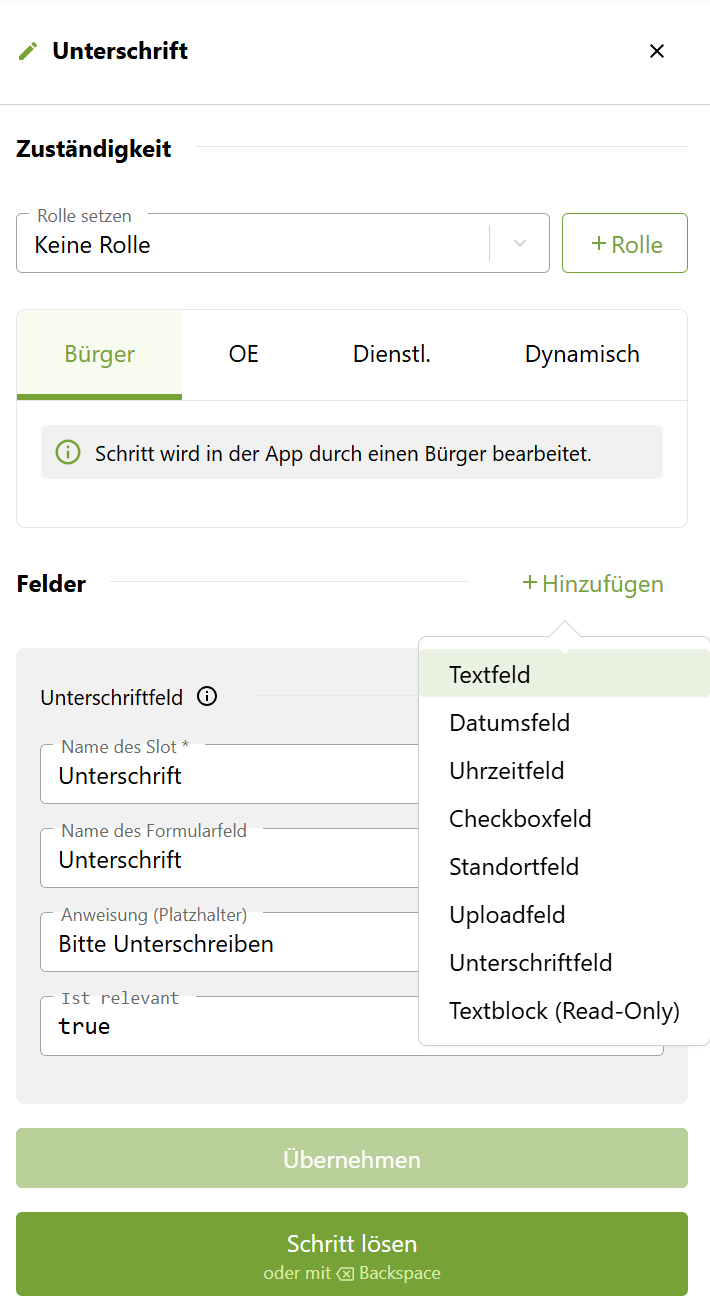 Unterschrift
Zuständigkeit
Rolle setzen
Keine Rolle
+ Rolle
Bürger OE Dienstl. Dynamisch
Schritt wird in der App durch einen Bürger bearbeitet.
Felder + Hinzufügen
Textfeld
Datumsfeld
Uhrzeitfeld
Checkboxfeld
Standortfeld
Uploadfeld
Unterschriftfeld
Textblock (Read-Only)
Unterschriftfeld
Name des Slot *
Unterschrift
Name des Formularfeld
Unterschrift
Anweisung (Platzhalter)
Bitte Unterschreiben
Ist relevant
true
Übernehmen
Schritt lösen
oder mit ⌫ Backspace